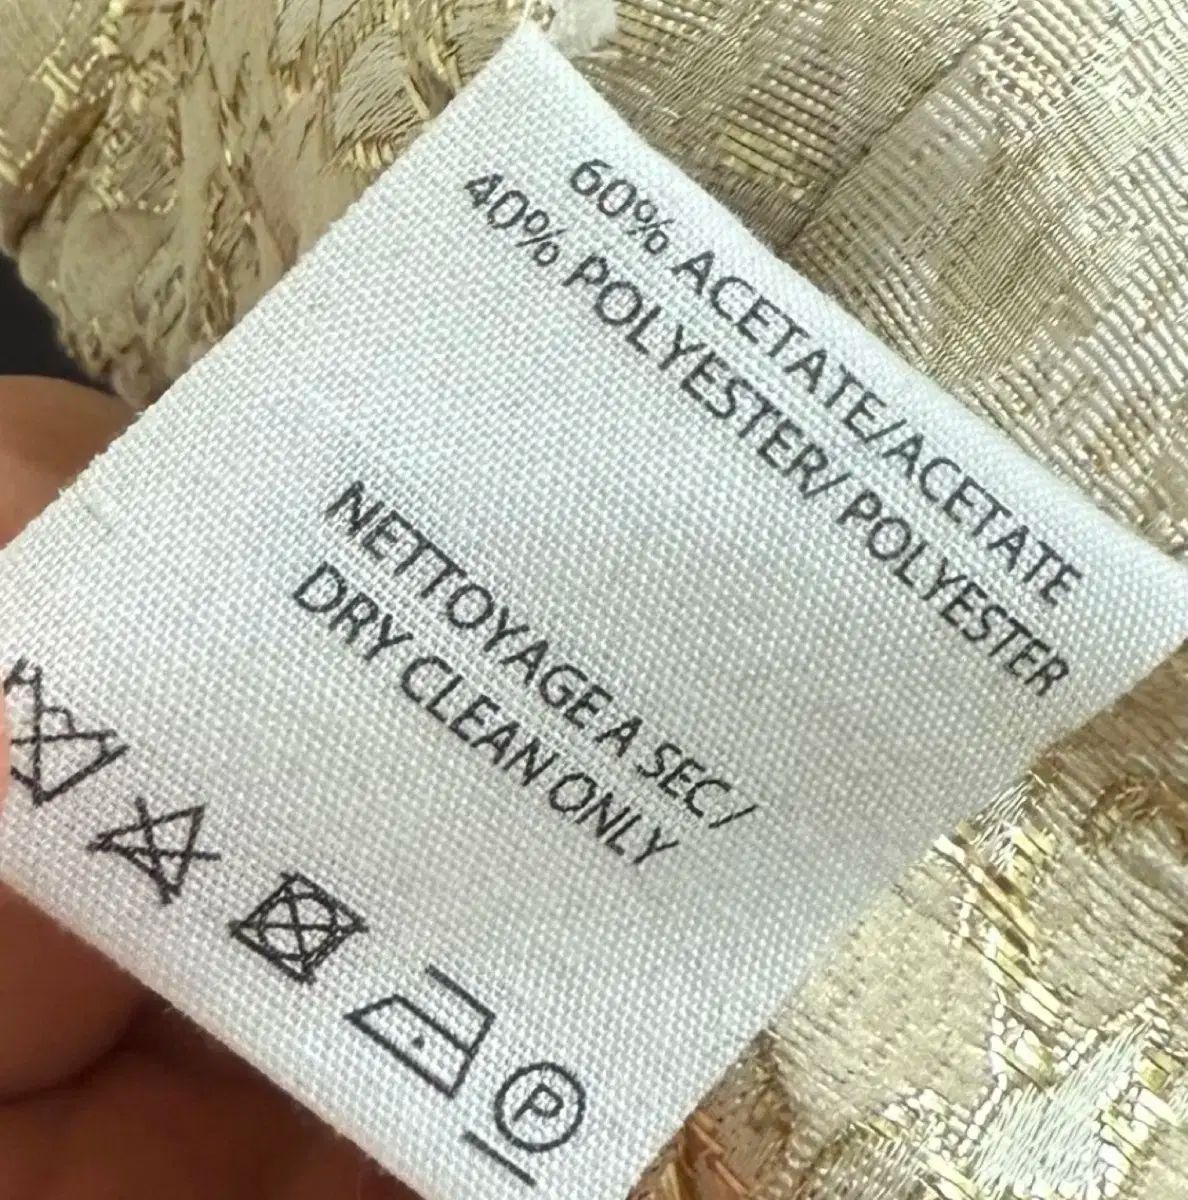 60% ACETATE/ACETATE
40% POLYESTER/ POLYESTER
NETTOYAGE A SEC/
DRY CLEAN ONLY
P